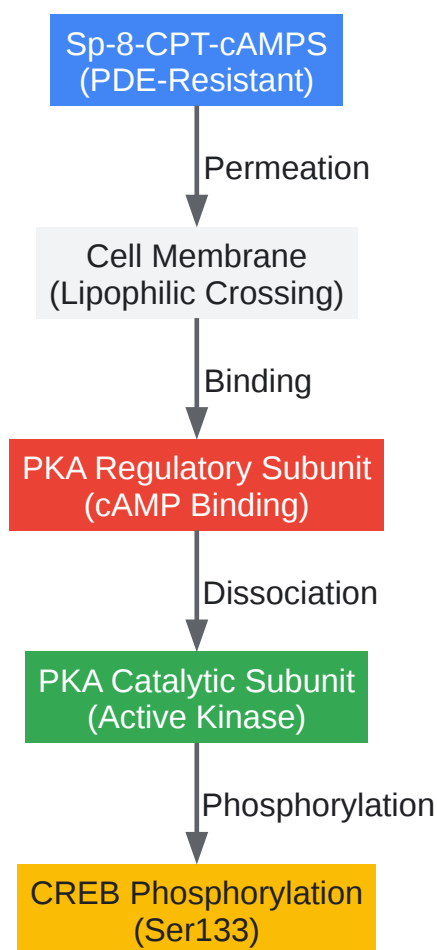 Sp-8-CPT-cAMPS
(PDE-Resistant)
Permeation
Cell Membrane
(Lipophilic Crossing)
Binding
PKA Regulatory Subunit
(cAMP Binding)
Dissociation
PKA Catalytic Subunit
(Active Kinase)
Phosphorylation
CREB Phosphorylation
(Ser133)